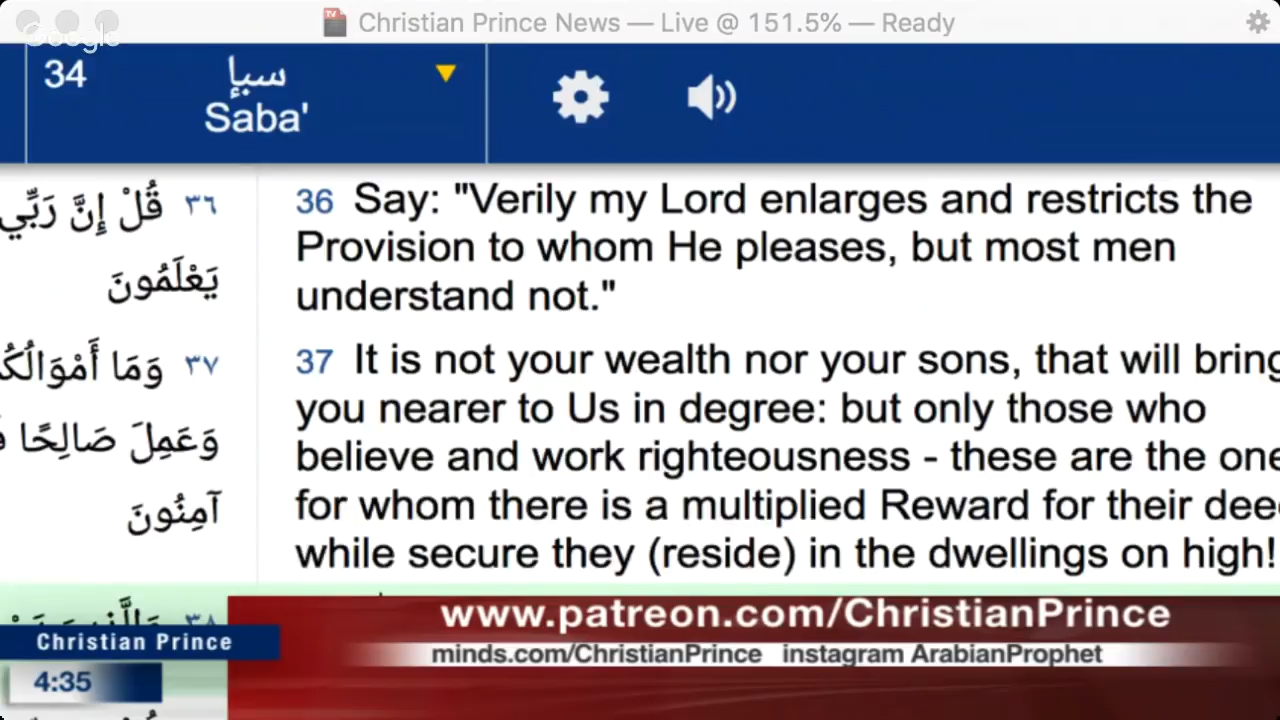 Christian Prince News — Live @ 151.5% — Ready
Google
34
سبإ
Saba'
٣٦ قُلْ إِنَّ رَبِّي
يَعْلَمُونَ
36 Say: "Verily my Lord enlarges and restricts the
Provision to whom He pleases, but most men
understand not."
٣٧ وَمَا أَمْوَالُكُ
وَعَمِلَ صَالِحًا
آمِنُونَ
37 It is not your wealth nor your sons, that will bring
you nearer to Us in degree: but only those who
believe and work righteousness - these are the one
for whom there is a multiplied Reward for their dee
while secure they (reside) in the dwellings on high!
٣٨
www.patreon.com/ChristianPrince
Christian Prince
minds.com/ChristianPrince instagram ArabianProphet
4:35